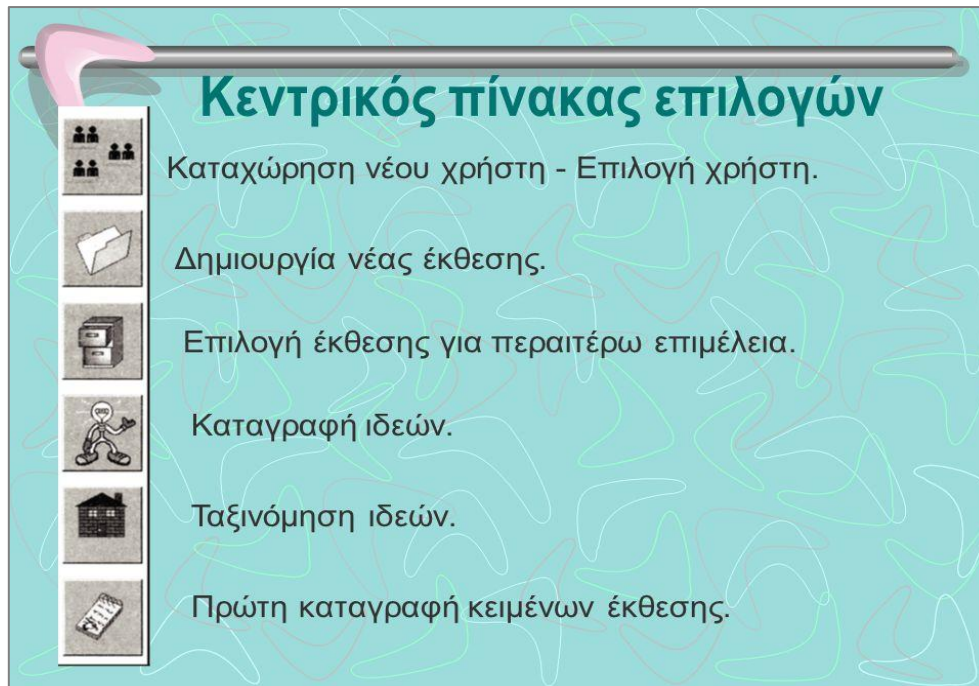 Κεντρικός πίνακας επιλογών
Καταχώρηση νέου χρήστη - Επιλογή χρήστη.
Δημιουργία νέας έκθεσης.
Επιλογή έκθεσης για περαιτέρω επιμέλεια.
Καταγραφή ιδεών.
Ταξινόμηση ιδεών.
Πρώτη καταγραφή κειμένων έκθεσης.